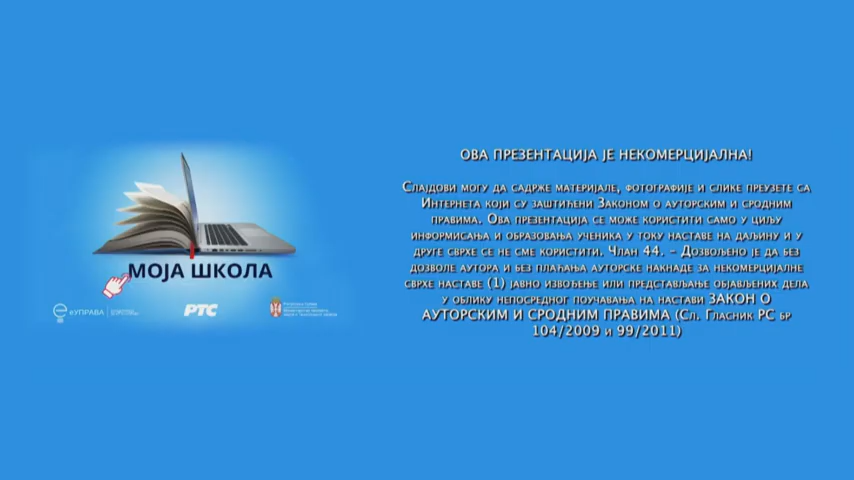 МОЈА ШКОЛА
еУПРАВА
РТС
ОВА ПРЕЗЕНТАЦИЈА ЈЕ НЕКОМЕРЦИЈАЛНА!
Слајдови могу да садрже материјале, фотографије и слике преузете са
Интернета који су заштићени Законом о ауторским и сродним
правима. Ова презентација се може користити само у циљу
информисања и образовања ученика у току наставе на даљину и у
друге сврхе се не сме користити. Члан 44. – Дозвољено је да без
дозволе аутора и без плаћања ауторске накнаде за некомерцијалне
сврхе наставе (1) јавно извођење или представљање објављених дела
у облику непосредног поучавања на настави ЗАКОН О
АУТОРСКИМ И СРОДНИМ ПРАВИМА (Сл. Гласник РС бр
104/2009 и 99/2011)